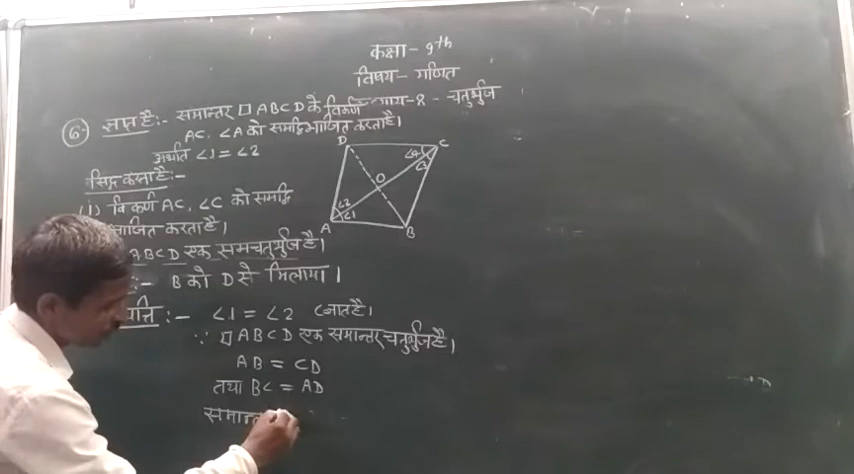 कक्षा - 9th
विषय - गणित
अध्याय-8 - चतुर्भुज
6- ज्ञात है:- समान्तर □ABCD के विकर्ण
AC, ∠A को समद्विभाजित करता है।
अर्थात ∠1 = ∠2
सिद्ध करना है:-
(i) विकर्ण AC, ∠C को समद्वि
भाजित करता है।
ABCD एक समचतुर्भुज है।
:- B को D से मिलाया।
∠1 = ∠2 (ज्ञात है।
∵ □ABCD एक समान्तर चतुर्भुज है।
AB = CD
तथा BC = AD
D
C
∠4
∠3
O
∠2
∠1
A
B